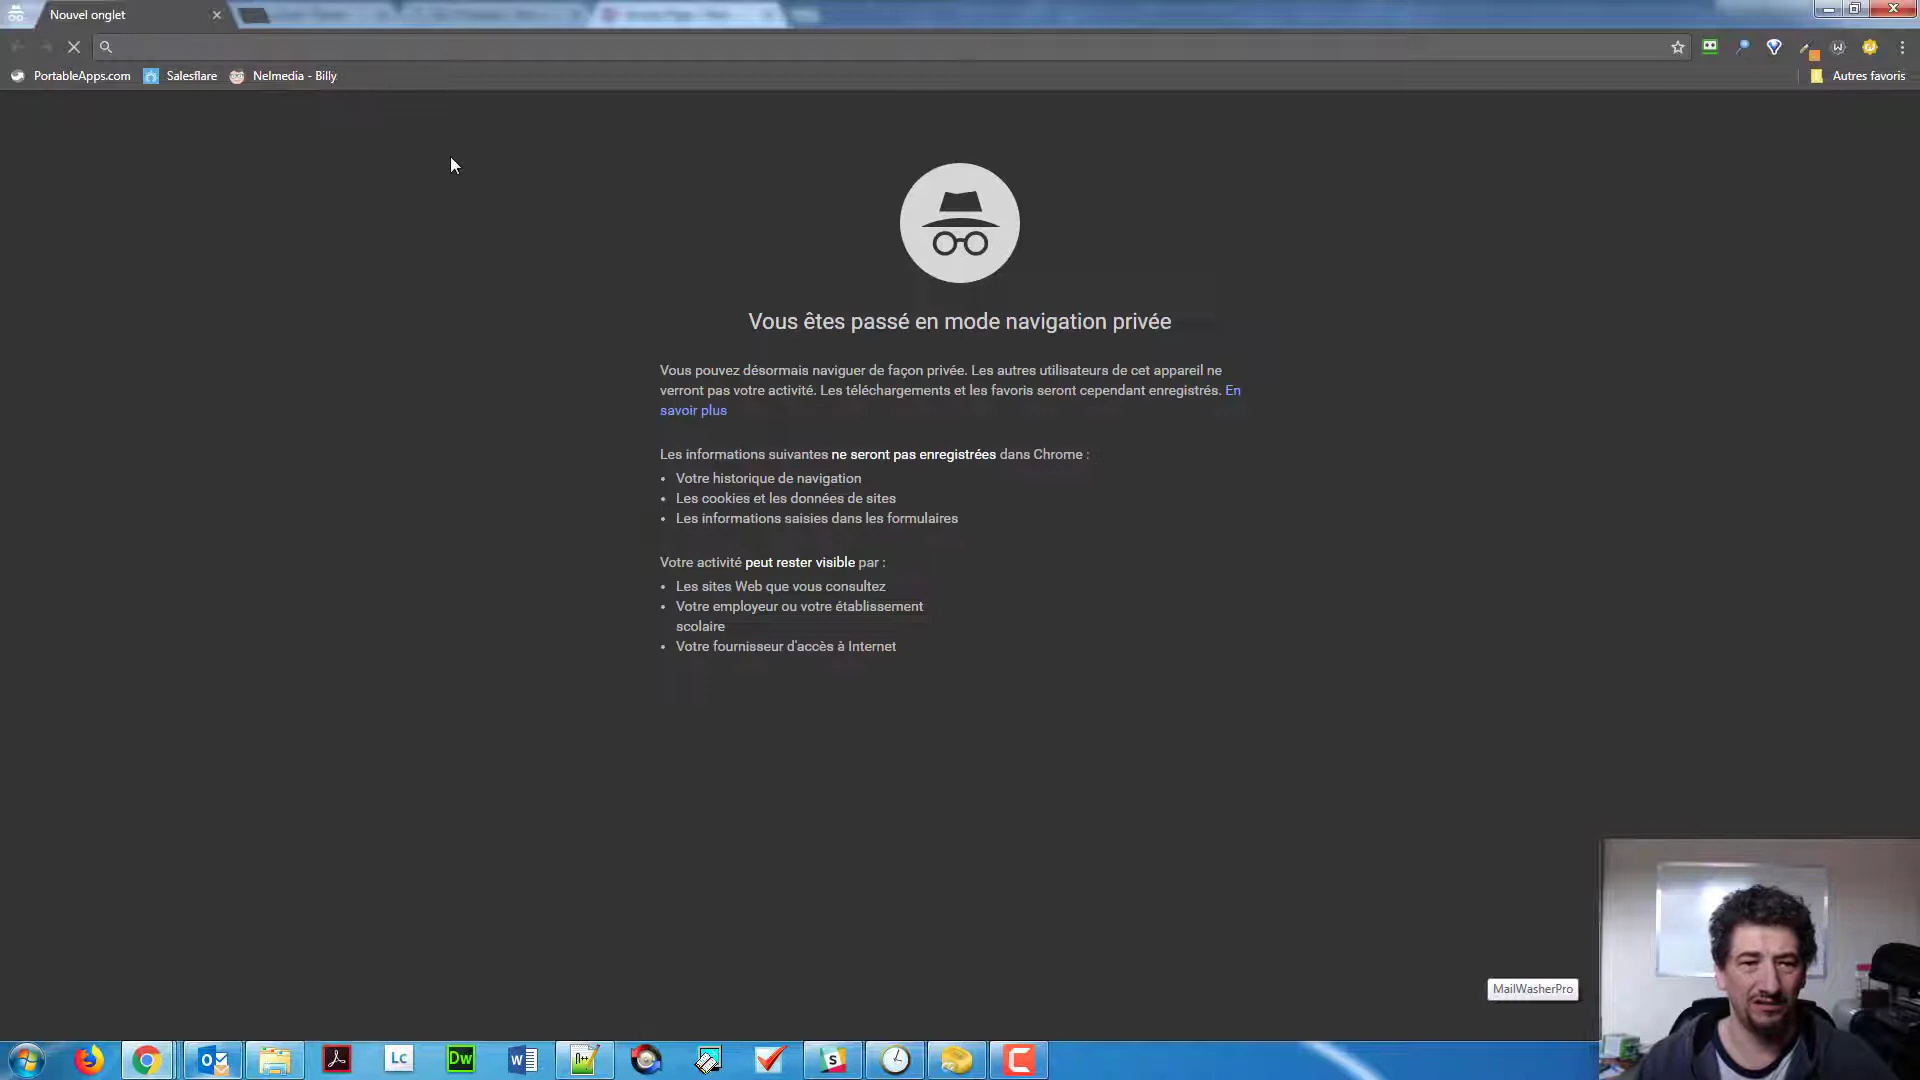 Nouvel onglet
PortableApps.com
Salesflare
Nelmedia - Billy
Autres favoris
Vous êtes passé en mode navigation privée
Vous pouvez désormais naviguer de façon privée. Les autres utilisateurs de cet appareil ne
verront pas votre activité. Les téléchargements et les favoris seront cependant enregistrés. En
savoir plus
Les informations suivantes ne seront pas enregistrées dans Chrome :
• Votre historique de navigation
• Les cookies et les données de sites
• Les informations saisies dans les formulaires
Votre activité peut rester visible par :
• Les sites Web que vous consultez
• Votre employeur ou votre établissement
scolaire
• Votre fournisseur d'accès à Internet
MailWasherPro
Lc
Dw